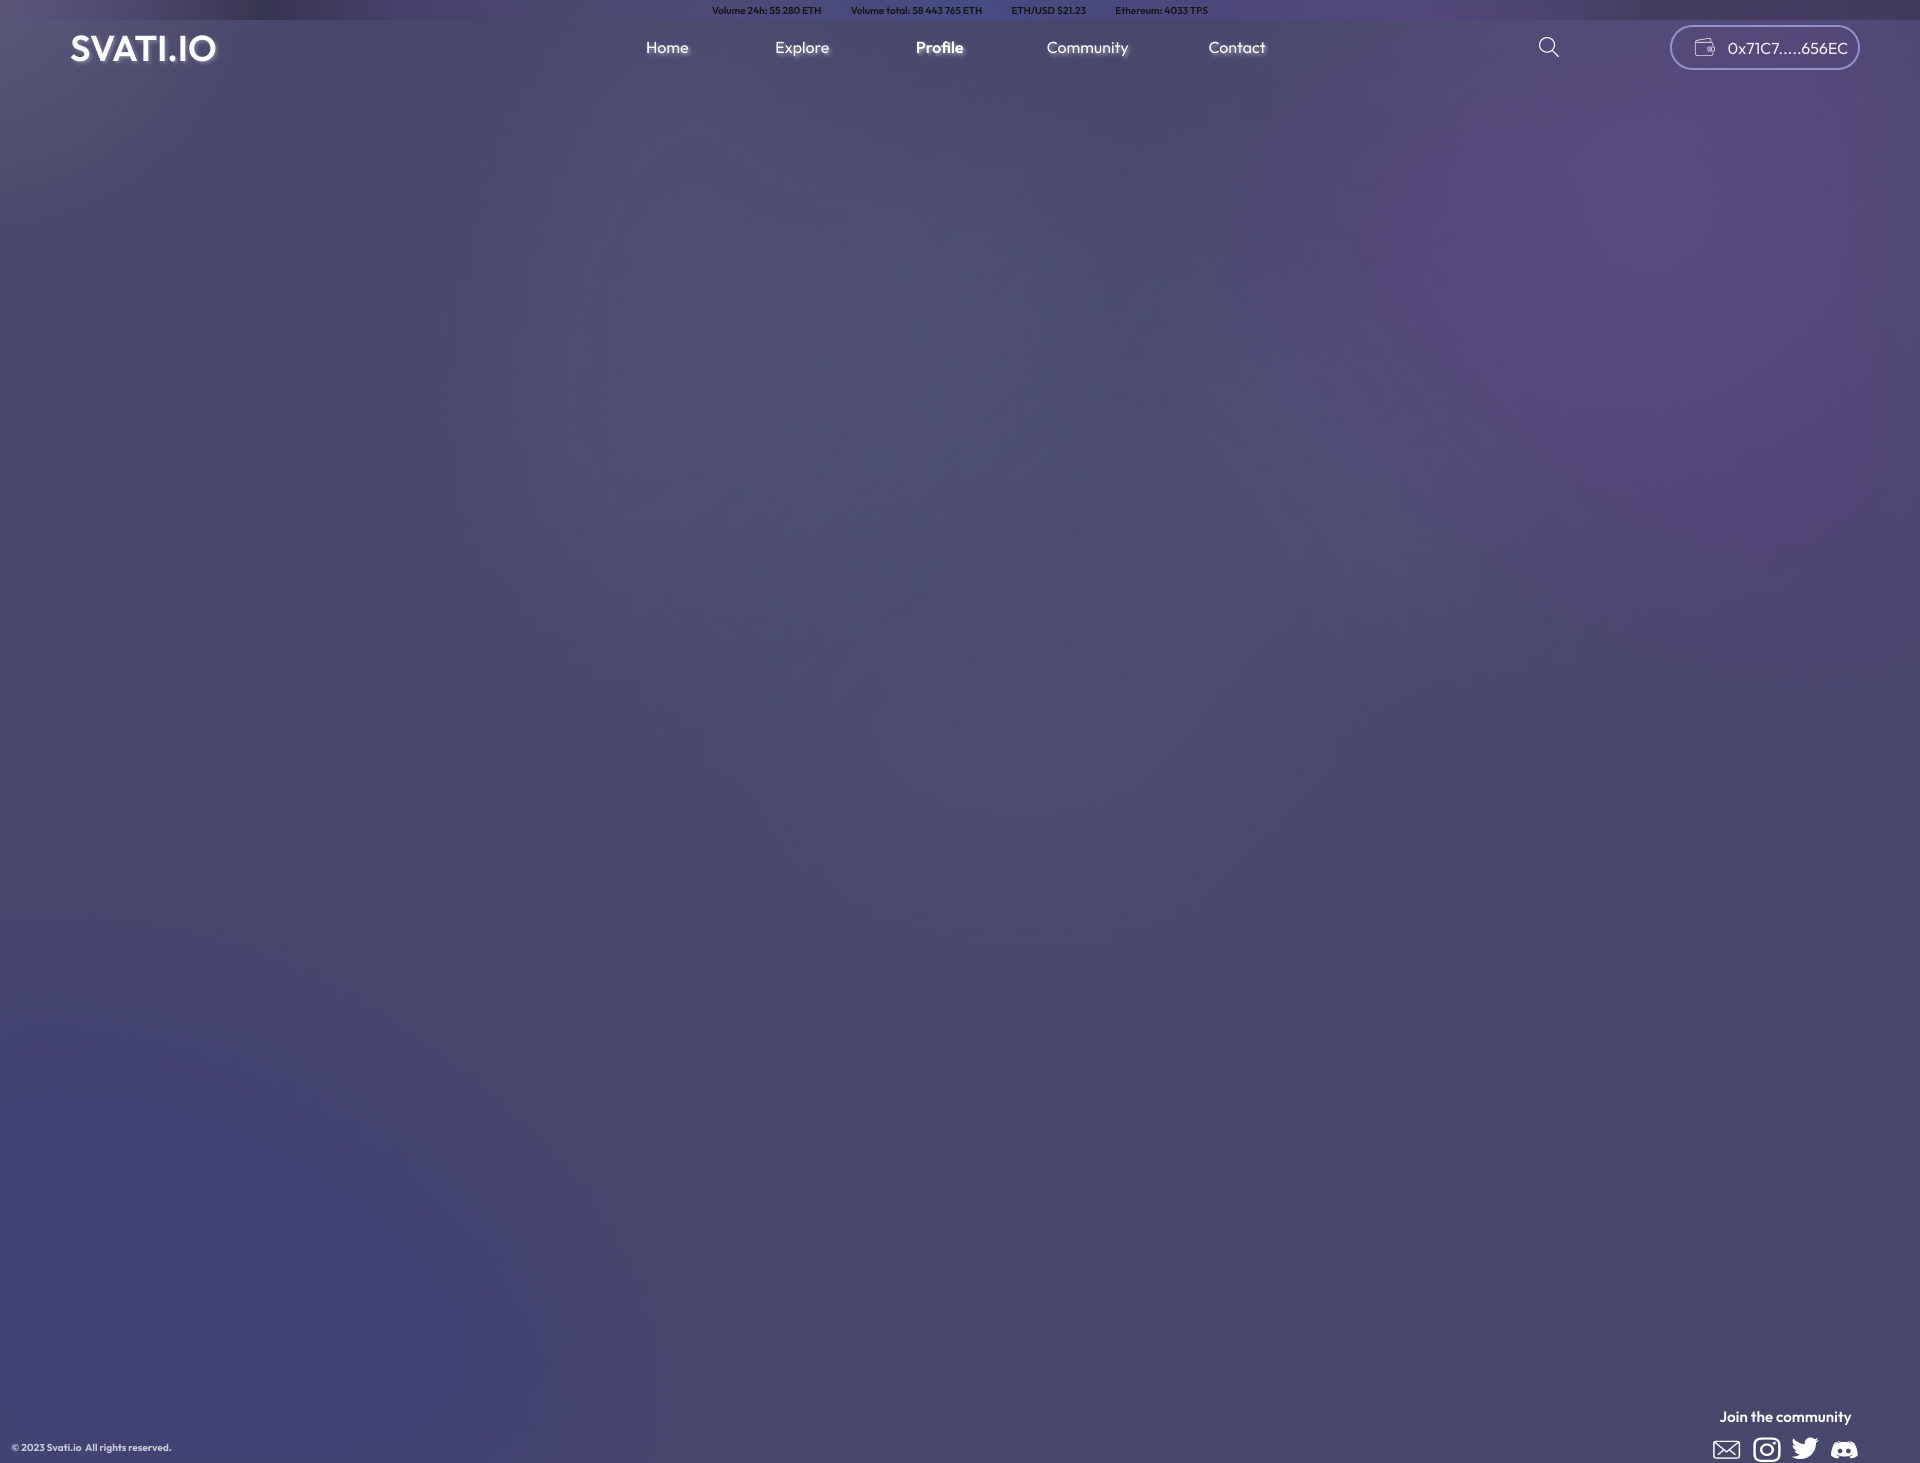 Volume 24h: 55 280 ETH Volume total: 58 443 765 ETH ETH/USD $21.23 Ethereum: 4033 TPS
SVATI.IO Home Explore Profile Community Contact 0x71C7.....656EC
Join the community
© 2023 Svati.io All rights reserved.